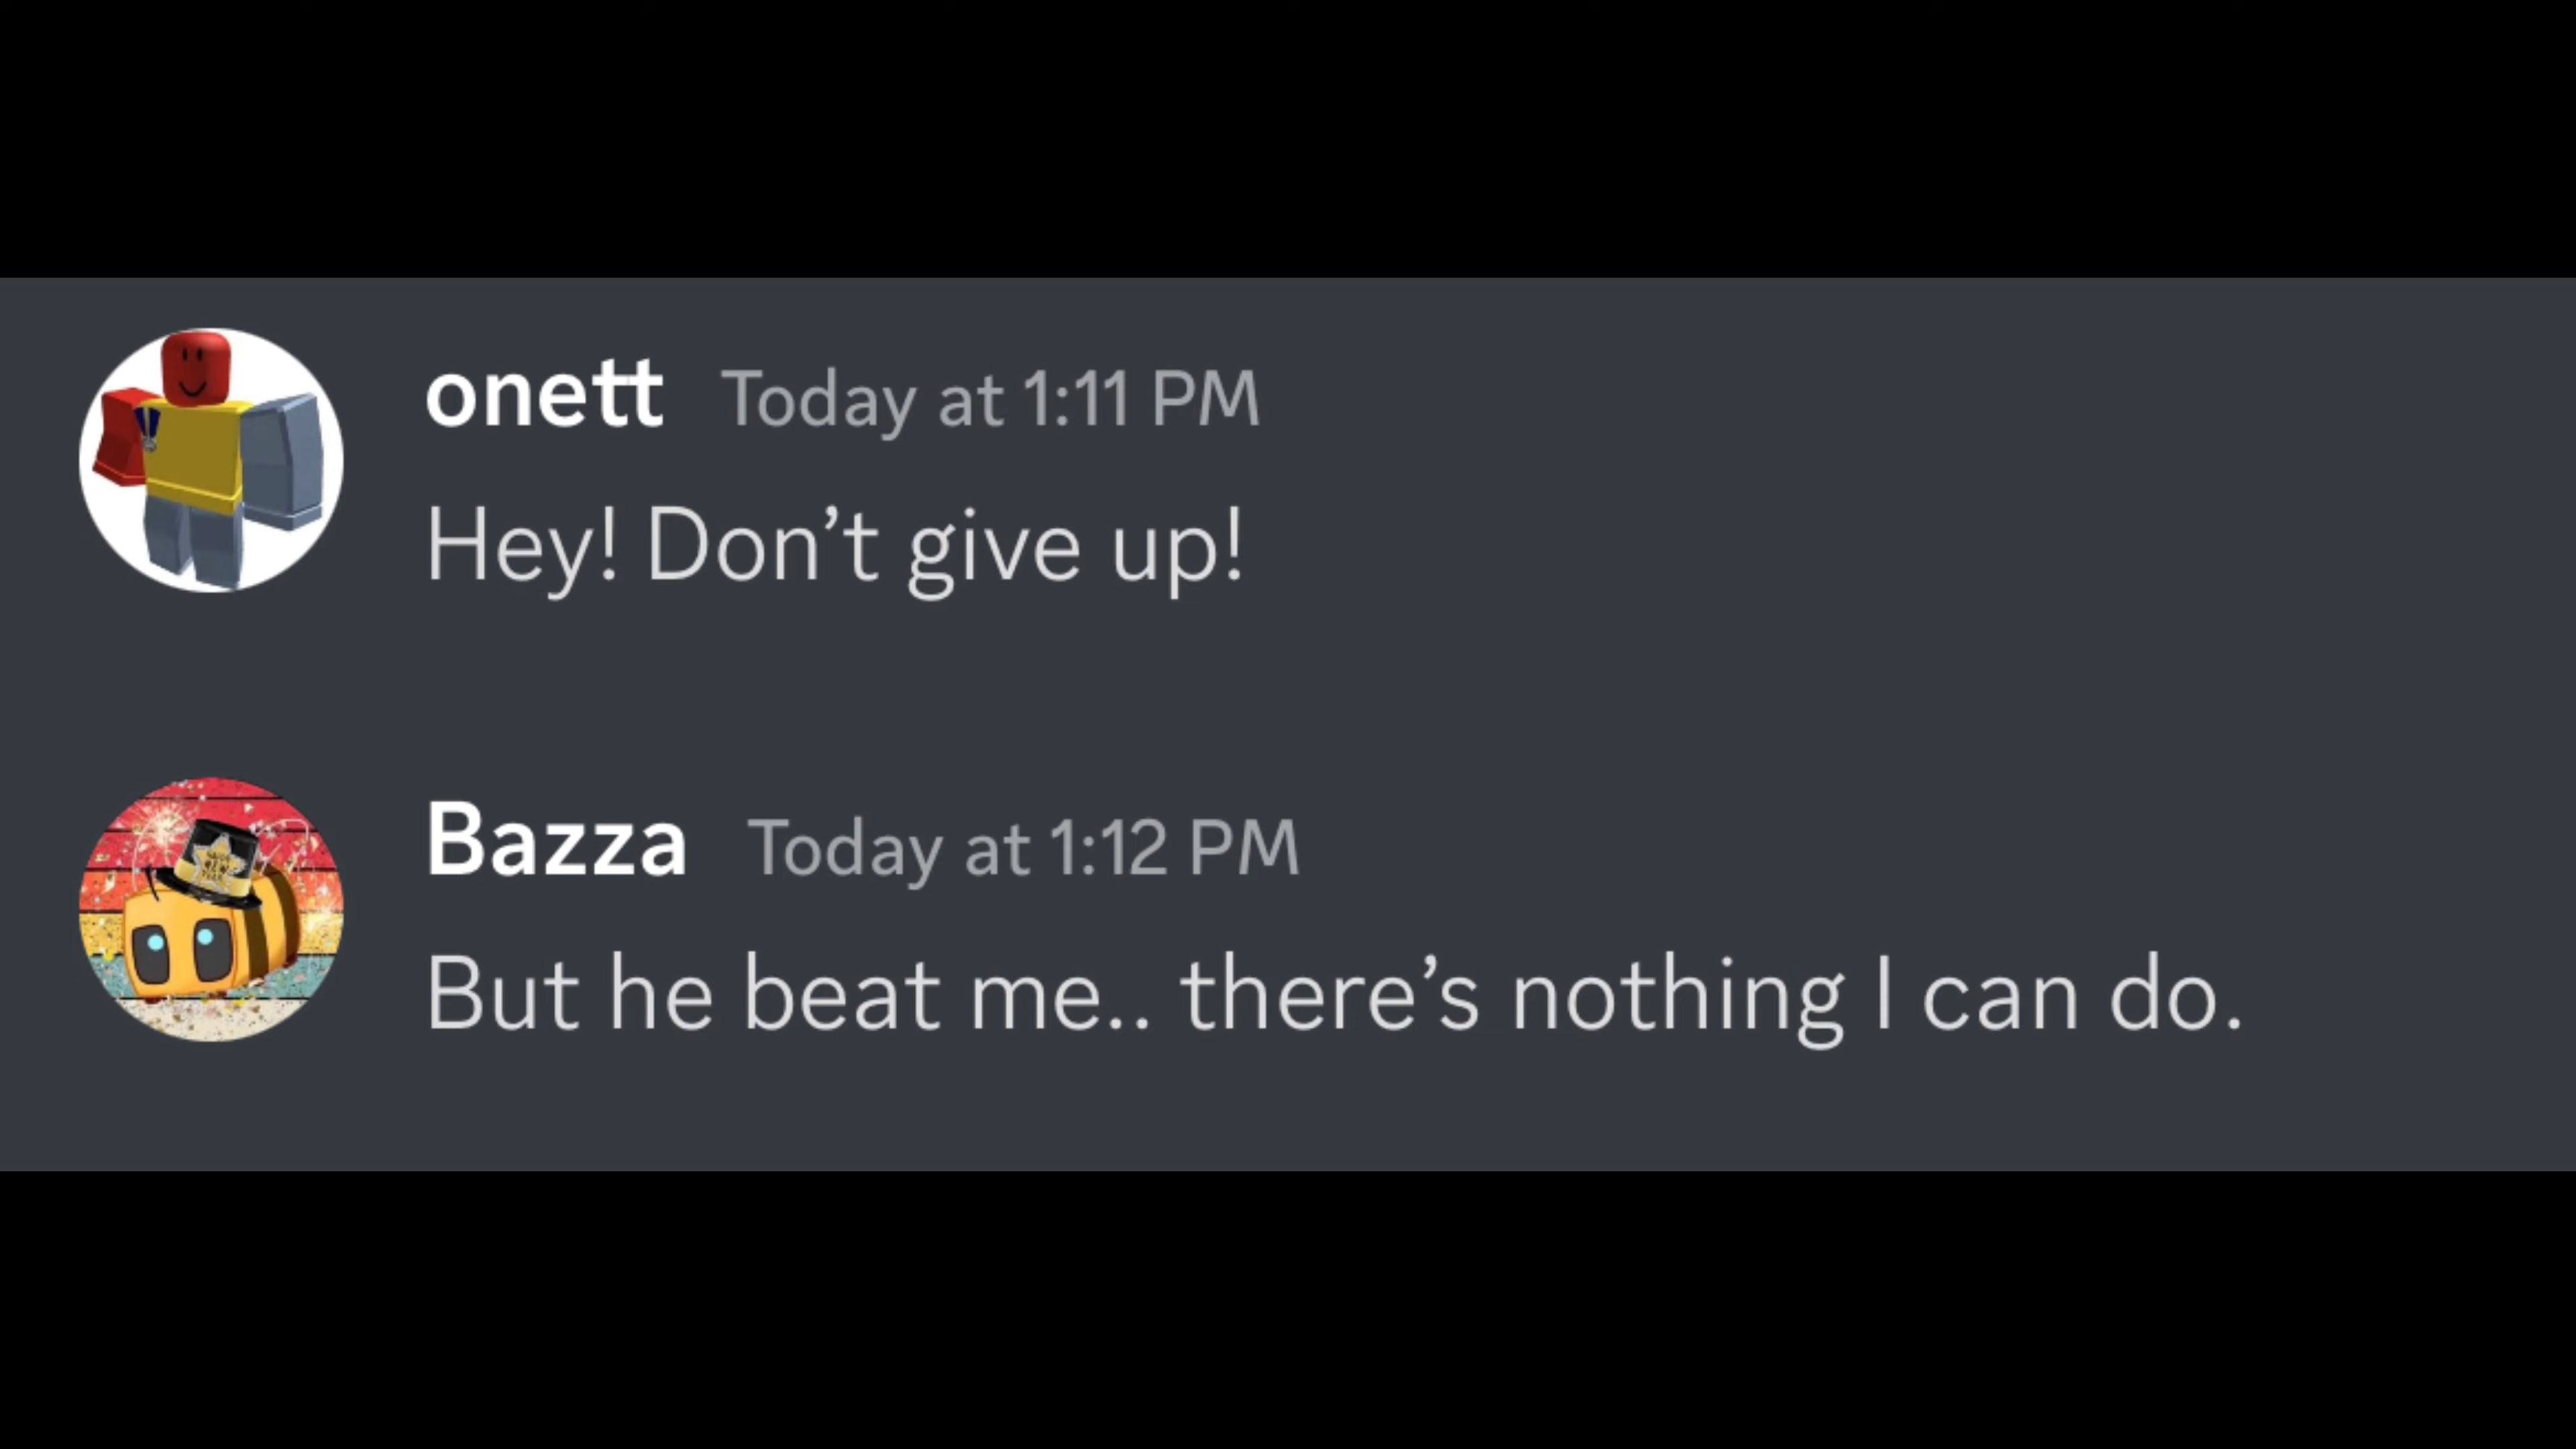 onett Today at 1:11 PM
Hey! Don’t give up!
Bazza Today at 1:12 PM
But he beat me.. there’s nothing I can do.